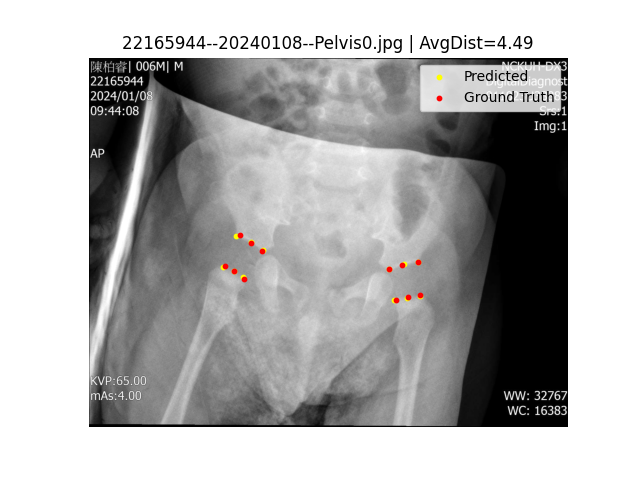 22165944--20240108--Pelvis0.jpg | AvgDist=4.49
陳柏睿| 006M| M
22165944
2024/01/08
09:44:08
AP
NCKUH-DX3
DigitalDiagnost
Predicted
Ground Truth
Srs:1
Img:1
KVP:65.00
mAs:4.00
WW: 32767
WC: 16383